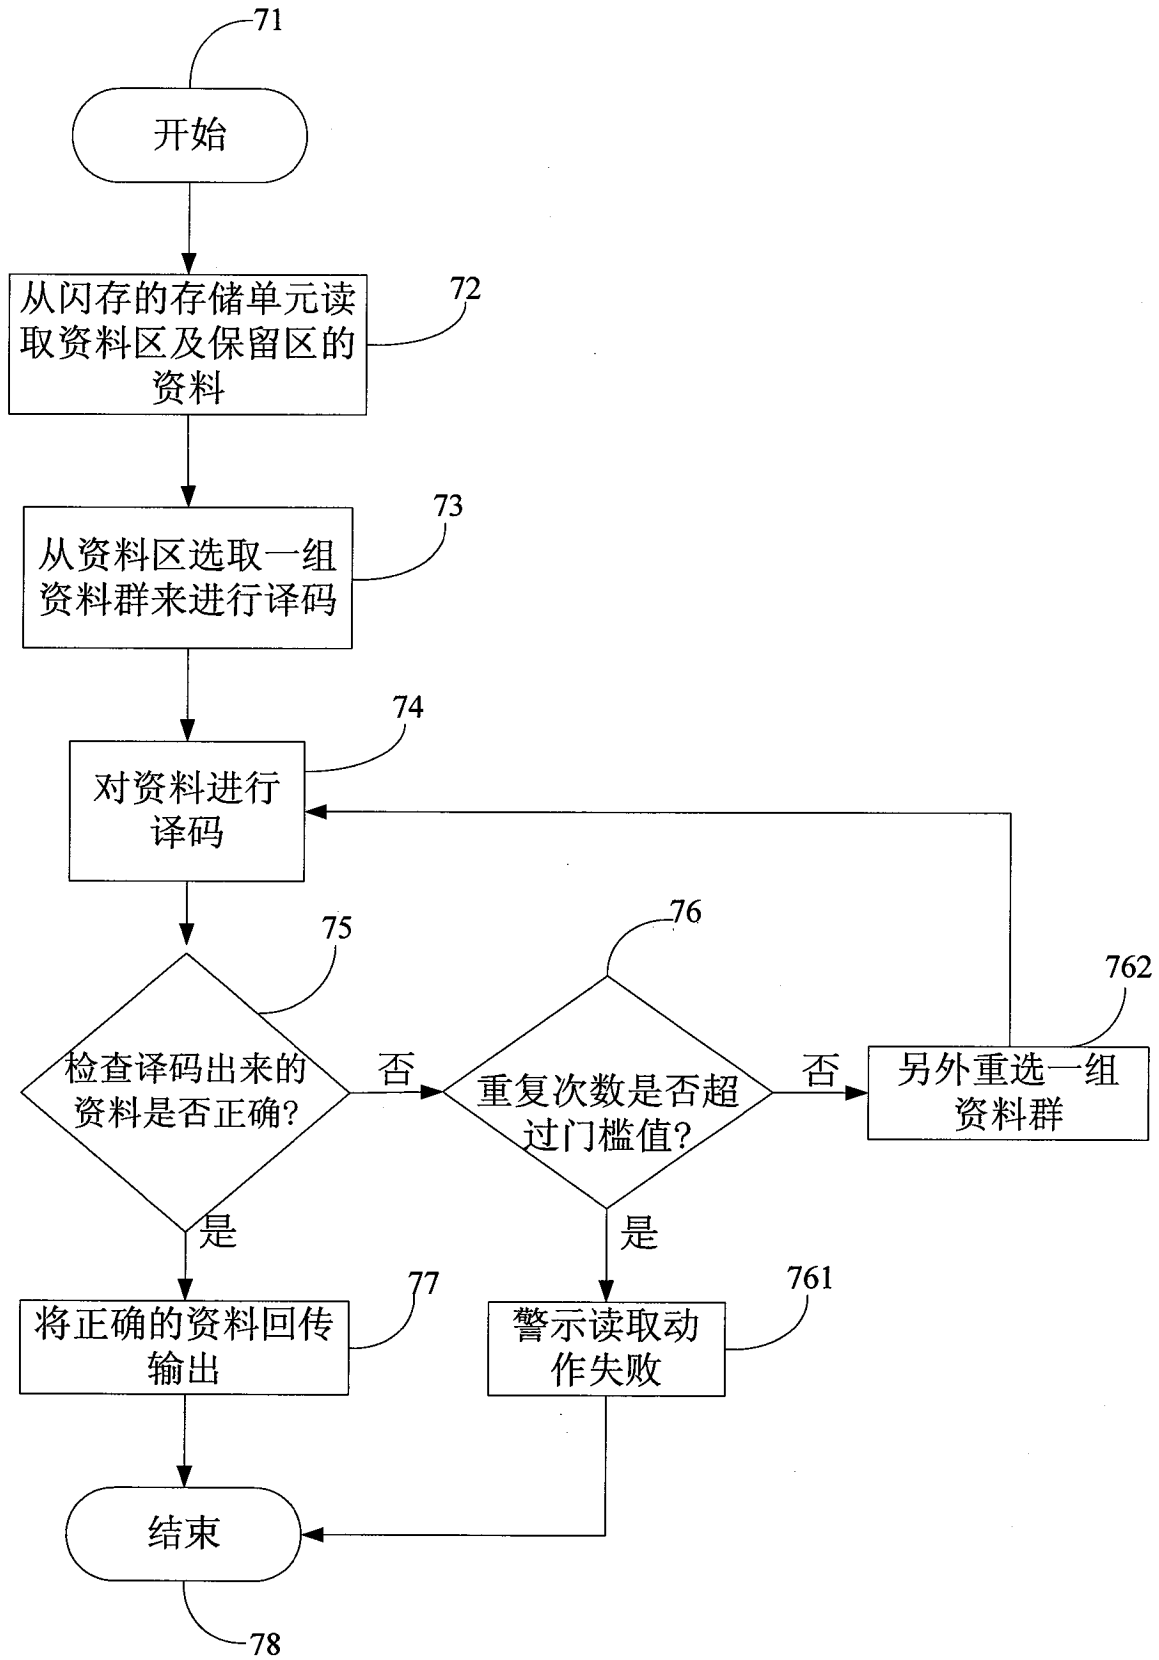 71
开始
72
从闪存的存储单元读
取资料区及保留区的
资料
73
从资料区选取一组
资料群来进行译码
74
对资料进行
译码
75
检查译码出来的
资料是否正确?
否
76
重复次数是否超
过门槛值?
否
762
另外重选一组
资料群
是
是
77
将正确的资料回传
输出
761
警示读取动
作失败
结束
78